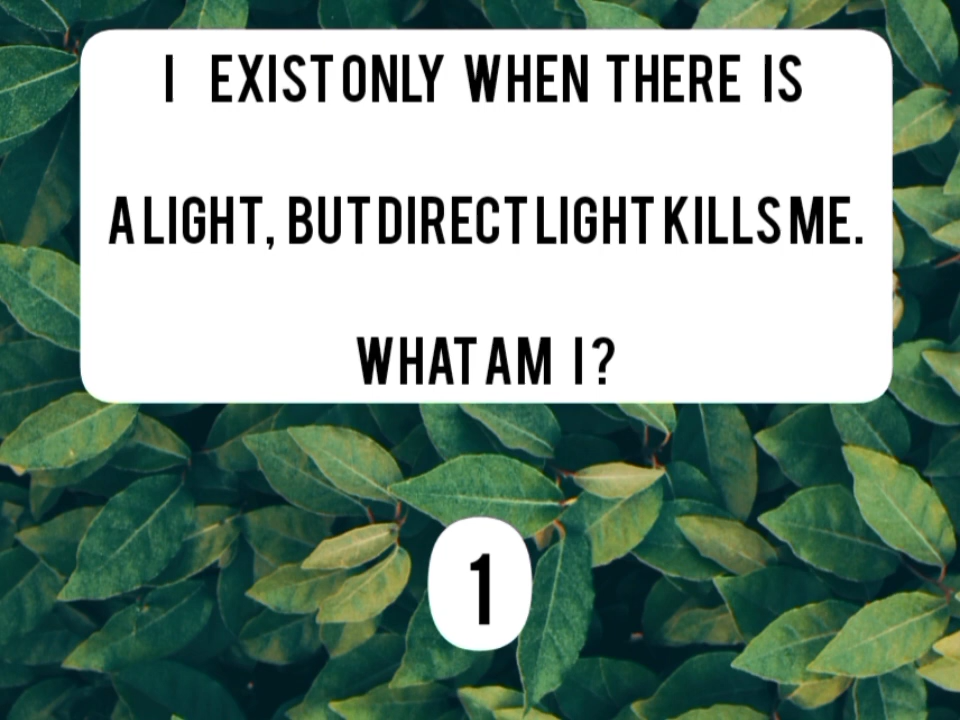 I EXIST ONLY WHEN THERE IS
A LIGHT, BUT DIRECT LIGHT KILLS ME.
WHAT AM I?
1